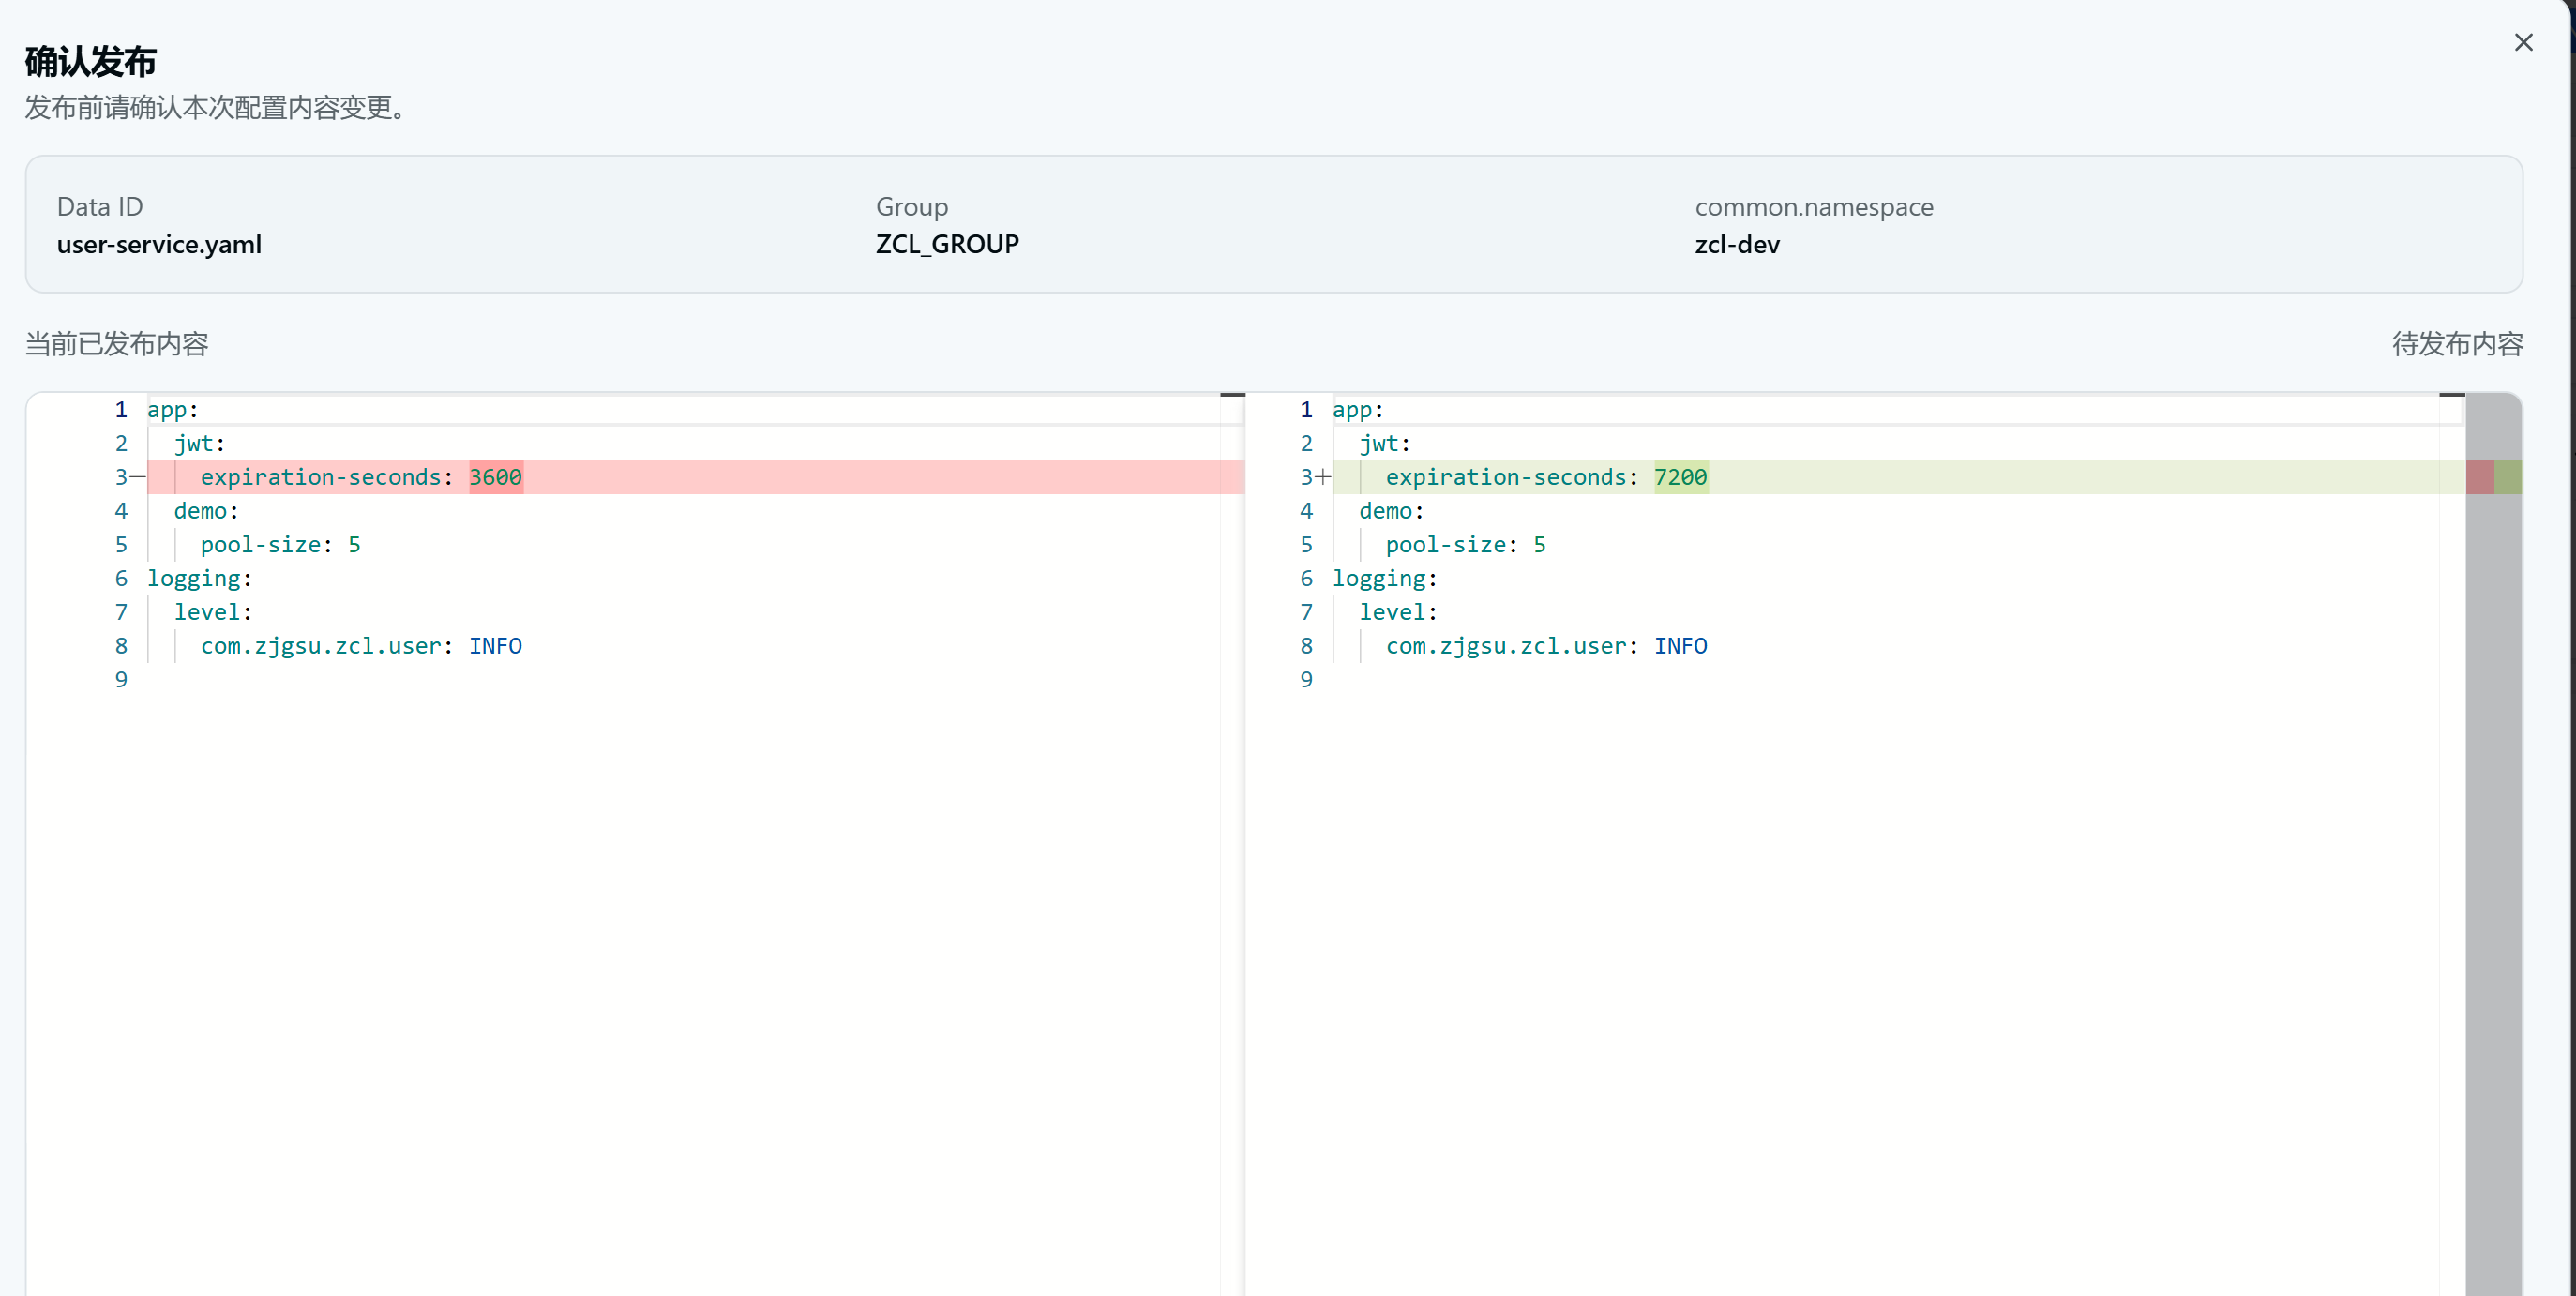 确认发布
发布前请确认本次配置内容变更。
Data ID
user-service.yaml
Group
ZCL_GROUP
common.namespace
zcl-dev
当前已发布内容
待发布内容
1 app:
2   jwt:
3—    expiration-seconds: 3600
4   demo:
5     pool-size: 5
6 logging:
7   level:
8     com.zjgsu.zcl.user: INFO
9
1 app:
2   jwt:
3+    expiration-seconds: 7200
4   demo:
5     pool-size: 5
6 logging:
7   level:
8     com.zjgsu.zcl.user: INFO
9